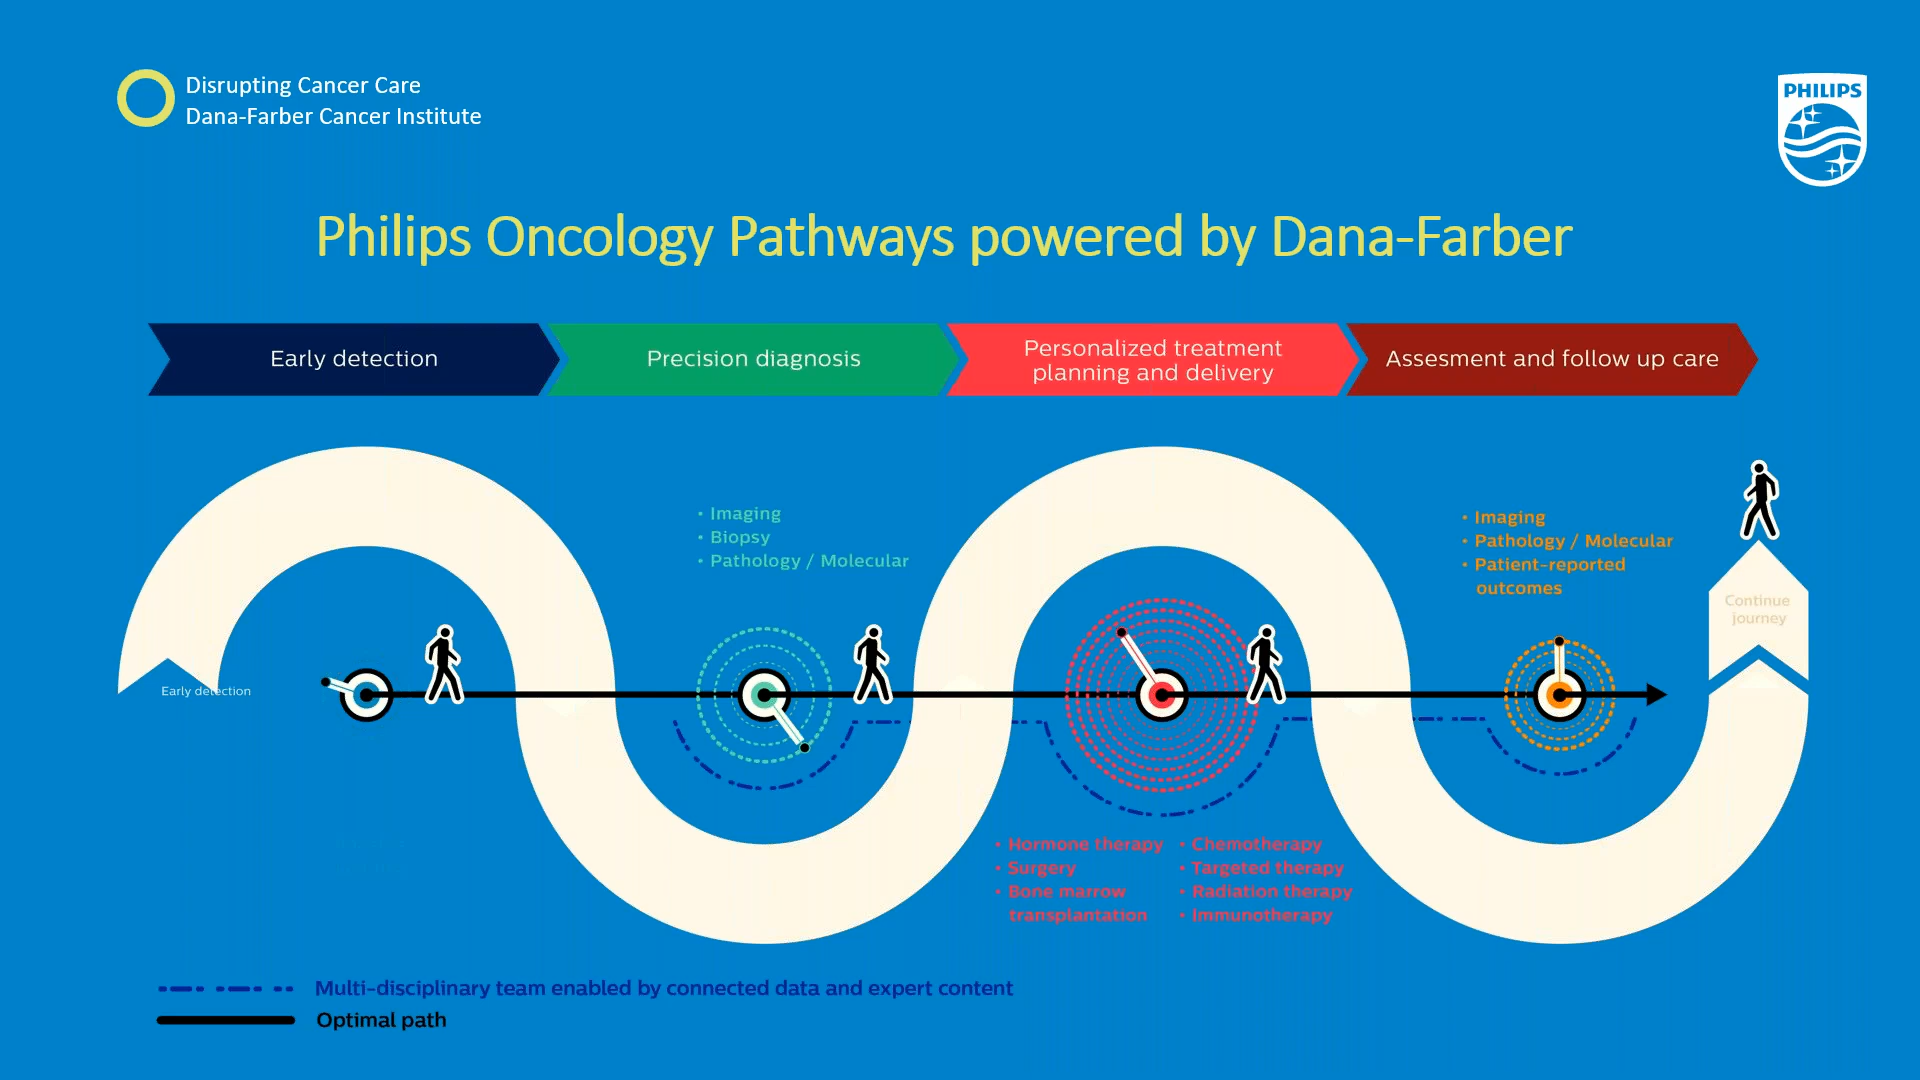 Disrupting Cancer Care
Dana-Farber Cancer Institute
PHILIPS
Philips Oncology Pathways powered by Dana-Farber
Early detection
Precision diagnosis
Personalized treatment
planning and delivery
Assesment and follow up care
• Imaging
• Biopsy
• Pathology / Molecular
• Imaging
• Pathology / Molecular
• Patient-reported
outcomes
Continue
journey
Early detection
• Hormone therapy
• Surgery
• Bone marrow
transplantation
• Chemotherapy
• Targeted therapy
• Radiation therapy
• Immunotherapy
Multi-disciplinary team enabled by connected data and expert content
Optimal path